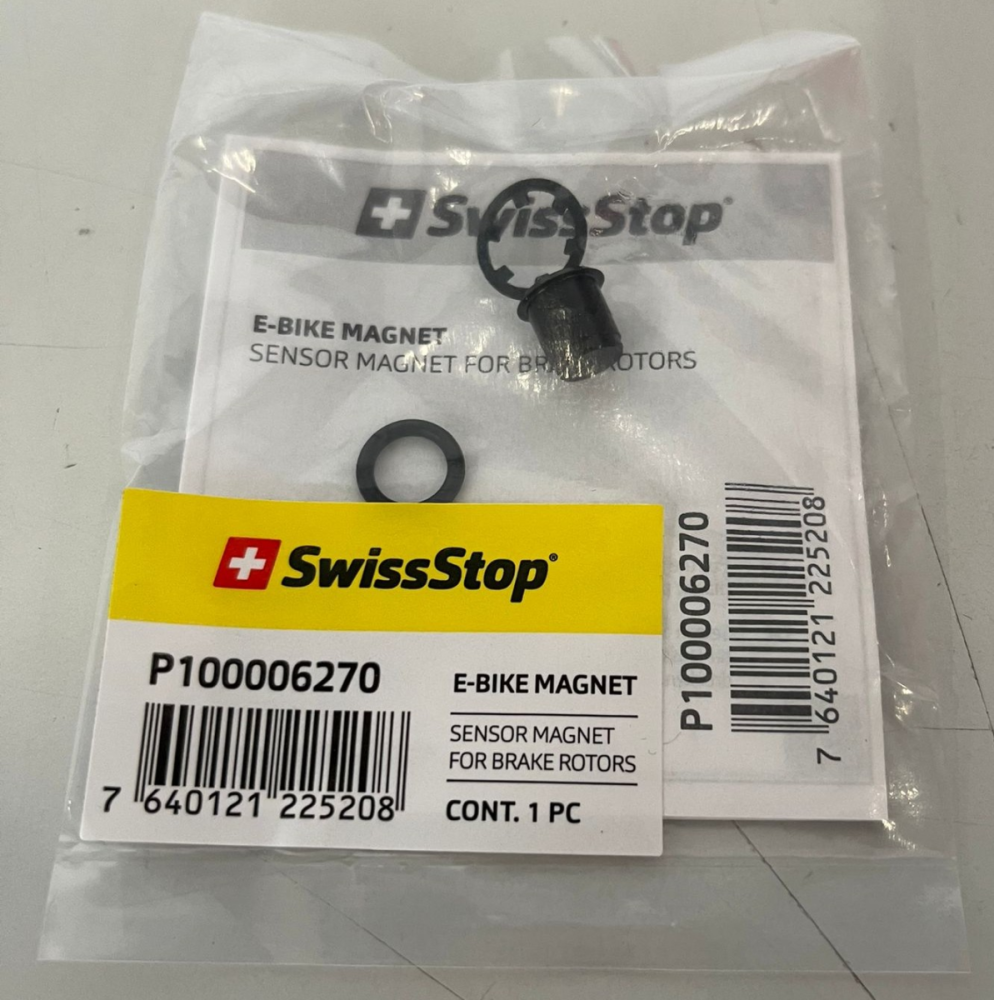 SwissStop®
E-BIKE MAGNET
SENSOR MAGNET FOR BRAKE ROTORS
P100006270
7 640121 225208
SwissStop®
P100006270
7 640121 225208
E-BIKE MAGNET
SENSOR MAGNET
FOR BRAKE ROTORS
CONT. 1 PC